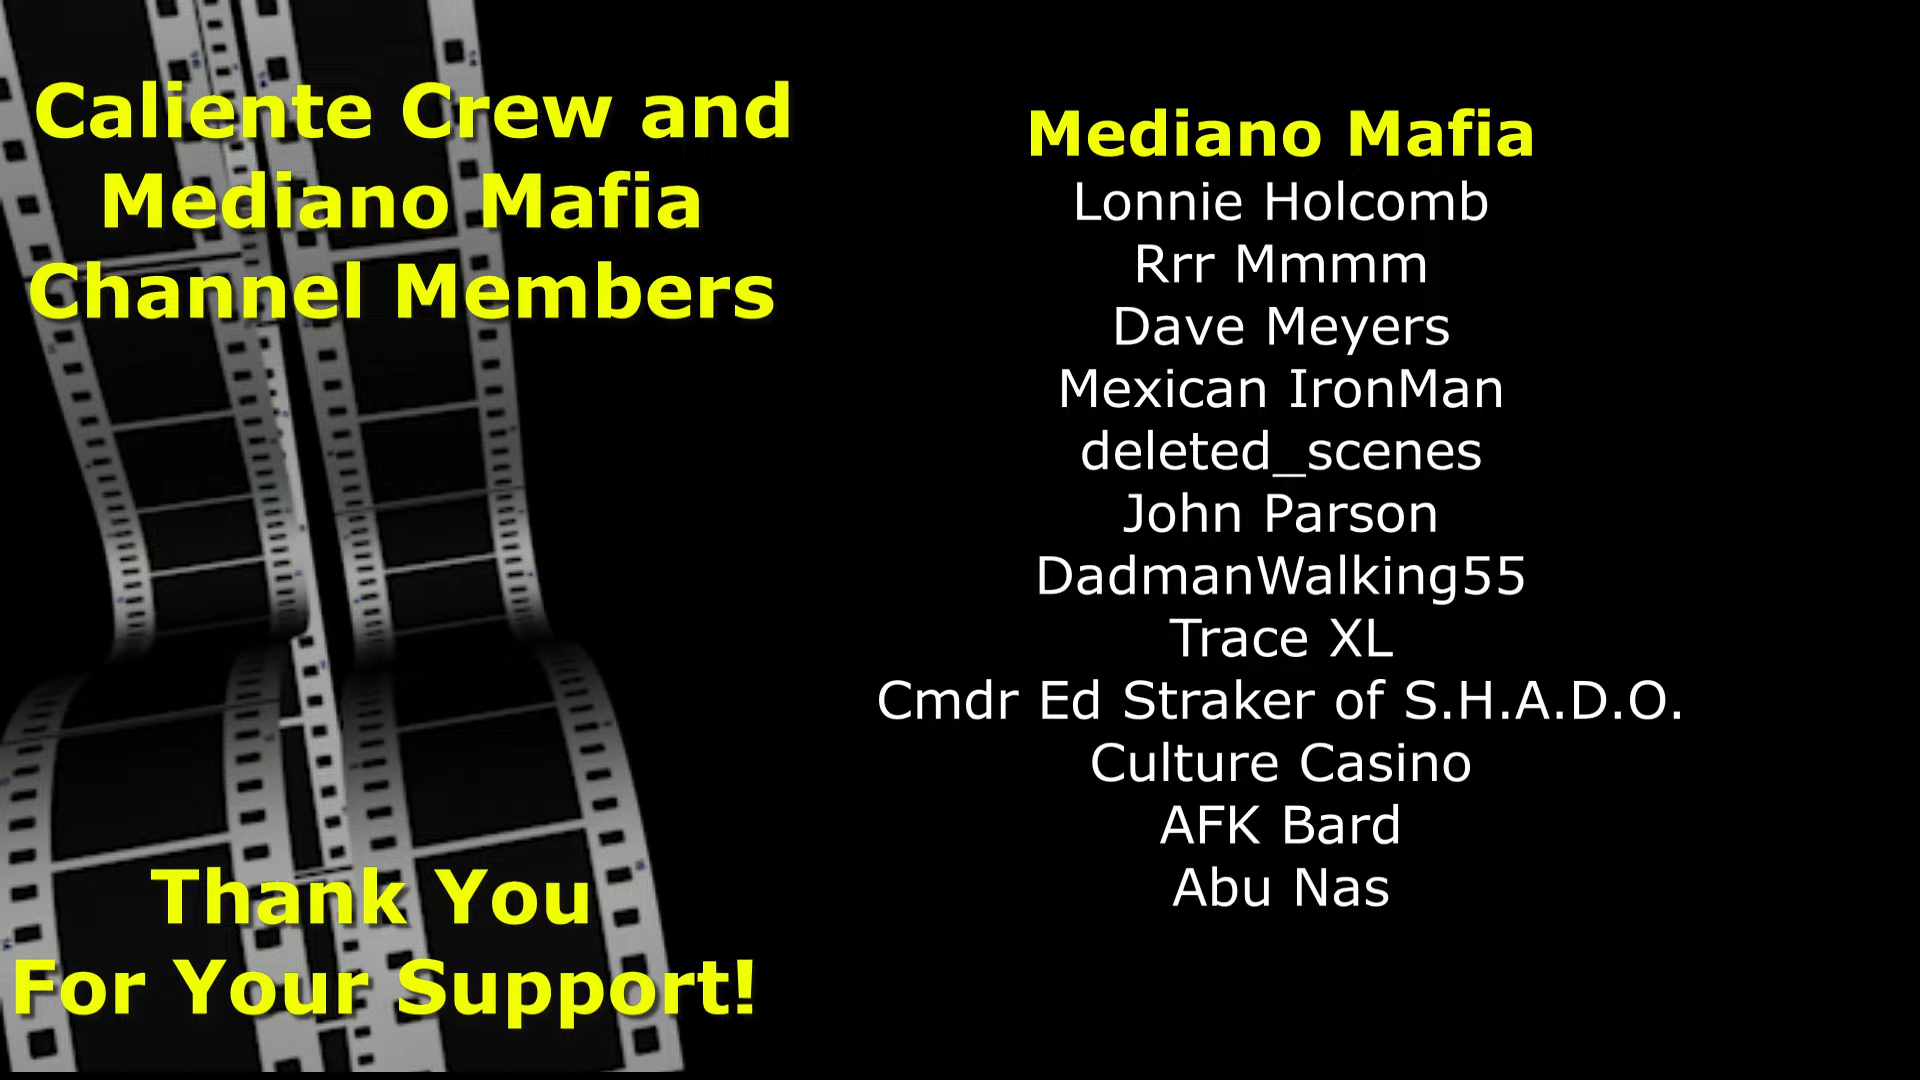 Caliente Crew and
Mediano Mafia
Channel Members
Thank You
For Your Support!
Mediano Mafia
Lonnie Holcomb
Rrr Mmmm
Dave Meyers
Mexican IronMan
deleted_scenes
John Parson
DadmanWalking55
Trace XL
Cmdr Ed Straker of S.H.A.D.O.
Culture Casino
AFK Bard
Abu Nas